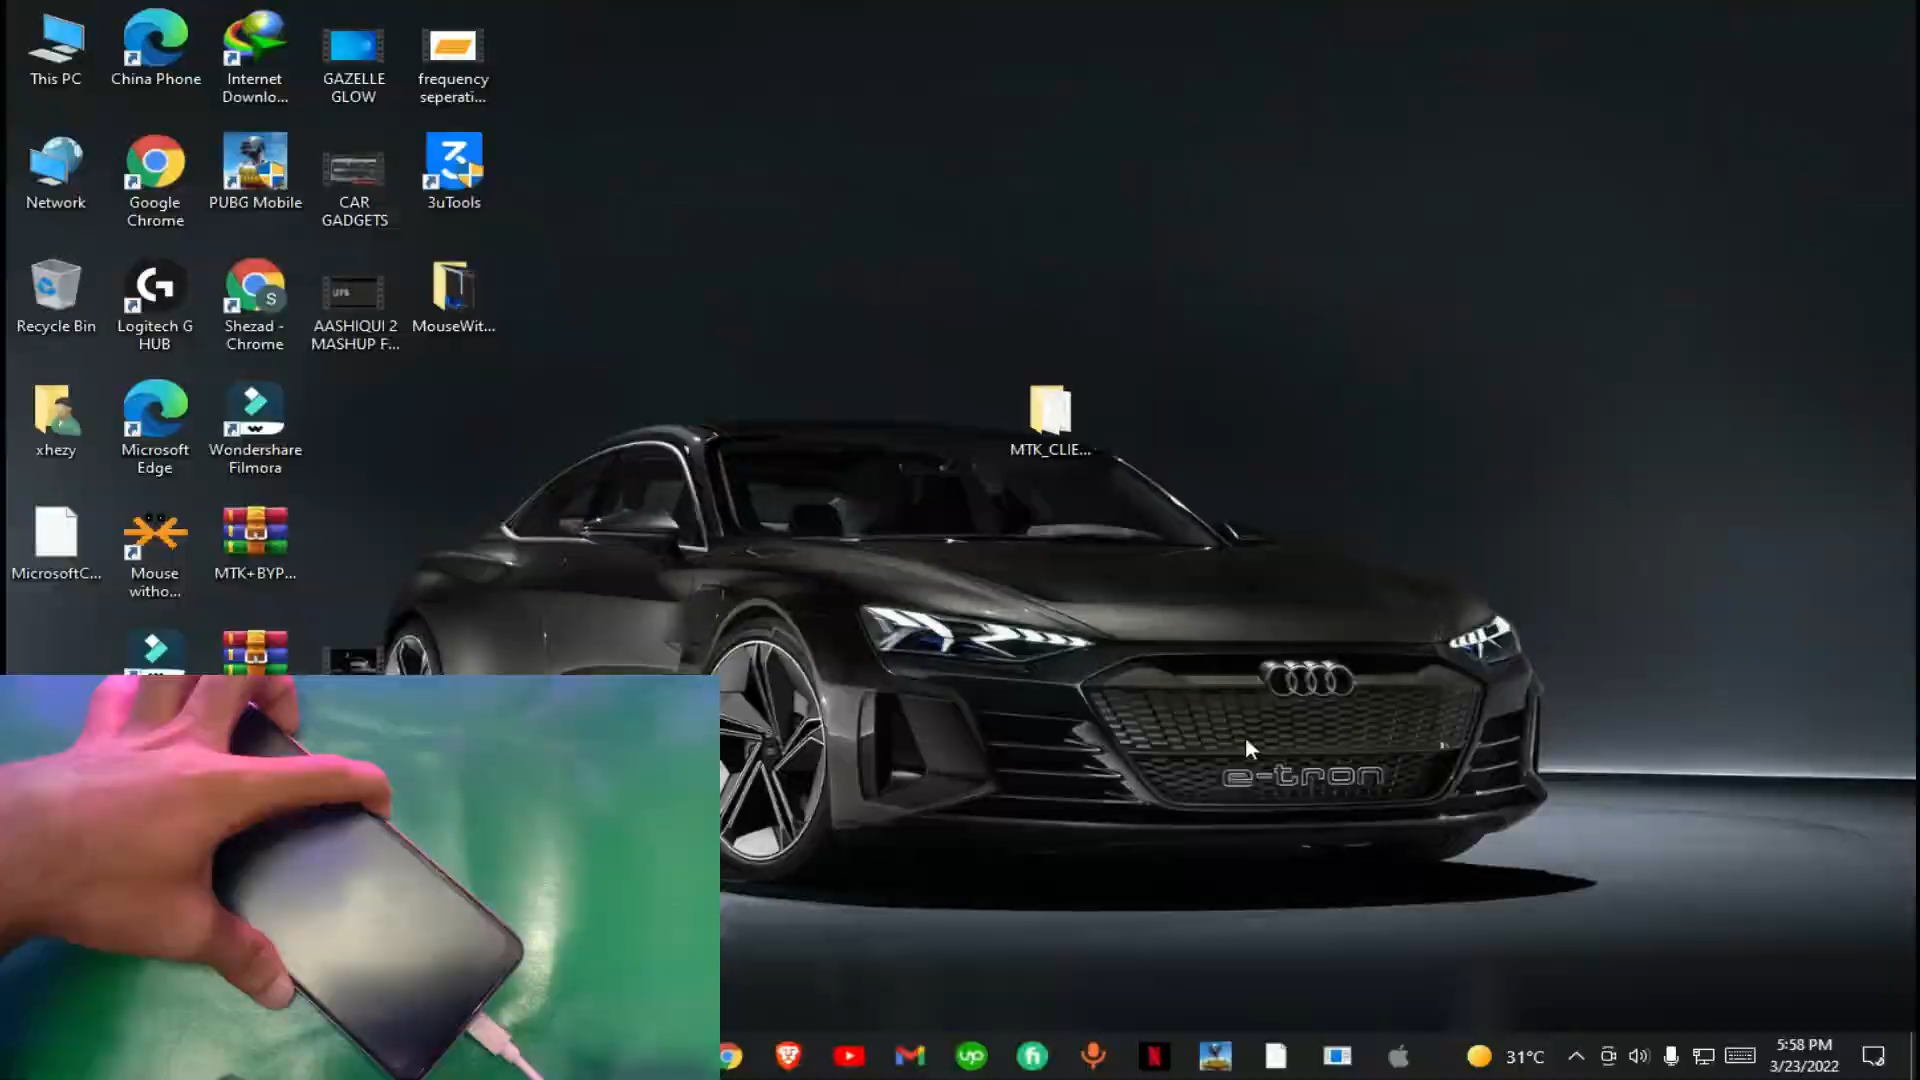 This PC
China Phone
Internet
Downlo...
GAZELLE
GLOW
frequency
seperati...
Network
Google
Chrome
PUBG Mobile
CAR
GADGETS
3uTools
Recycle Bin
Logitech G
HUB
Shezad -
Chrome
AASHIQUI 2
MASHUP F...
MouseWit...
xhezy
Microsoft
Edge
Wondershare
Filmora
MTK_CLIE...
MicrosoftC...
Mouse
witho...
MTK+BYP...
e-tron
31°C
5:58 PM
3/23/2022